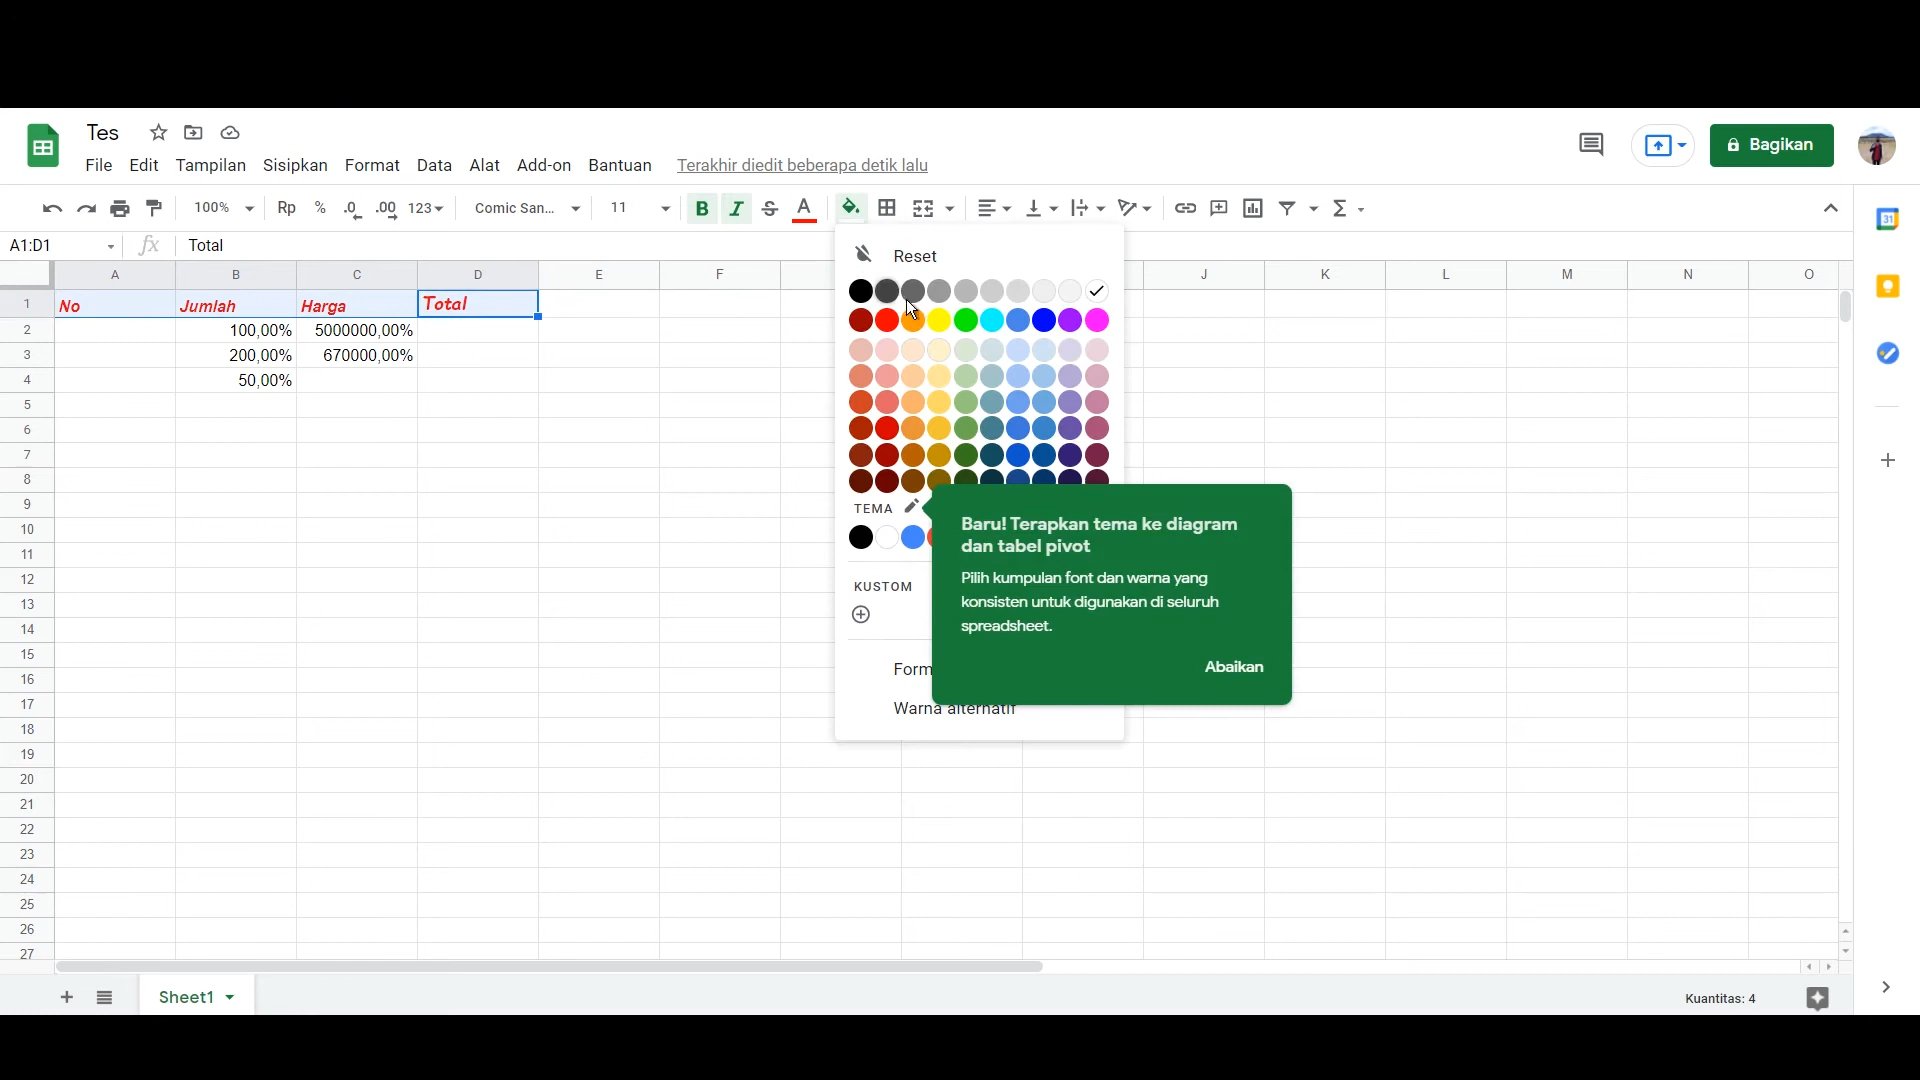 Tes
File Edit Tampilan Sisipkan Format Data Alat Add-on Bantuan Terakhir diedit beberapa detik lalu
Bagikan
100% Rp % .0 .00 123 Comic San... 11 B I S A
A1:D1 fx Total
A B C D E F J K L M N O
Reset
1 No Jumlah Harga Total
2 100,00% 5000000,00%
3 200,00% 670000,00%
4 50,00%
5
6
7
8
9
10
11
12
13
14
15
16
17
18
19
20
21
22
23
24
25
26
27
TEMA
Baru! Terapkan tema ke diagram
dan tabel pivot
Pilih kumpulan font dan warna yang
konsisten untuk digunakan di seluruh
spreadsheet.
Abaikan
KUSTOM
Form
Warna alternatif
Sheet1
Kuantitas: 4
31